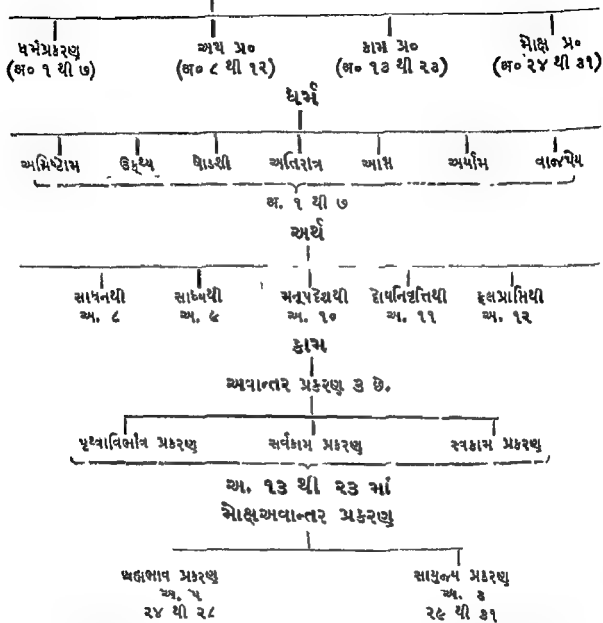 ધર્મપ્રકરણ અથ પ્ર૦ કામ પ્ર૦ મોક્ષ પ્ર૦
(અ૦ ૧ થી ૭) (અ૦ ૮ થી ૧૨) (અ૦ ૧૩ થી ૨૩) (અ૦ ૨૪ થી ૩૧)
ધર્મ
અગ્નિષ્ટોમ ઉક્થ્ય ષોડશી અતિરાત્ર આપ્ત અર્યામ વાજપેય
અ. ૧ થી ૭
અર્થ
સાધનથી સાધ્યથી મનૂપદેશથી દોષનિવૃત્તિથી ફલપ્રાપ્તિથી
અ. ૮ અ. ૯ અ. ૧૦ અ. ૧૧ અ. ૧૨
કામ
અવાન્તર પ્રકરણ ૩ છે.
પૃથ્વાવિર્ભાવ પ્રકરણ સર્વકામ પ્રકરણ સ્વકામ પ્રકરણ
અ. ૧૩ થી ૨૩ માં
મોક્ષઅવાન્તર પ્રકરણ
બ્રહ્મભાવ પ્રકરણ સાયુજ્ય પ્રકરણ
અ. ૫ અ. ૩
૨૪ થી ૨૮ ૨૯ થી ૩૧